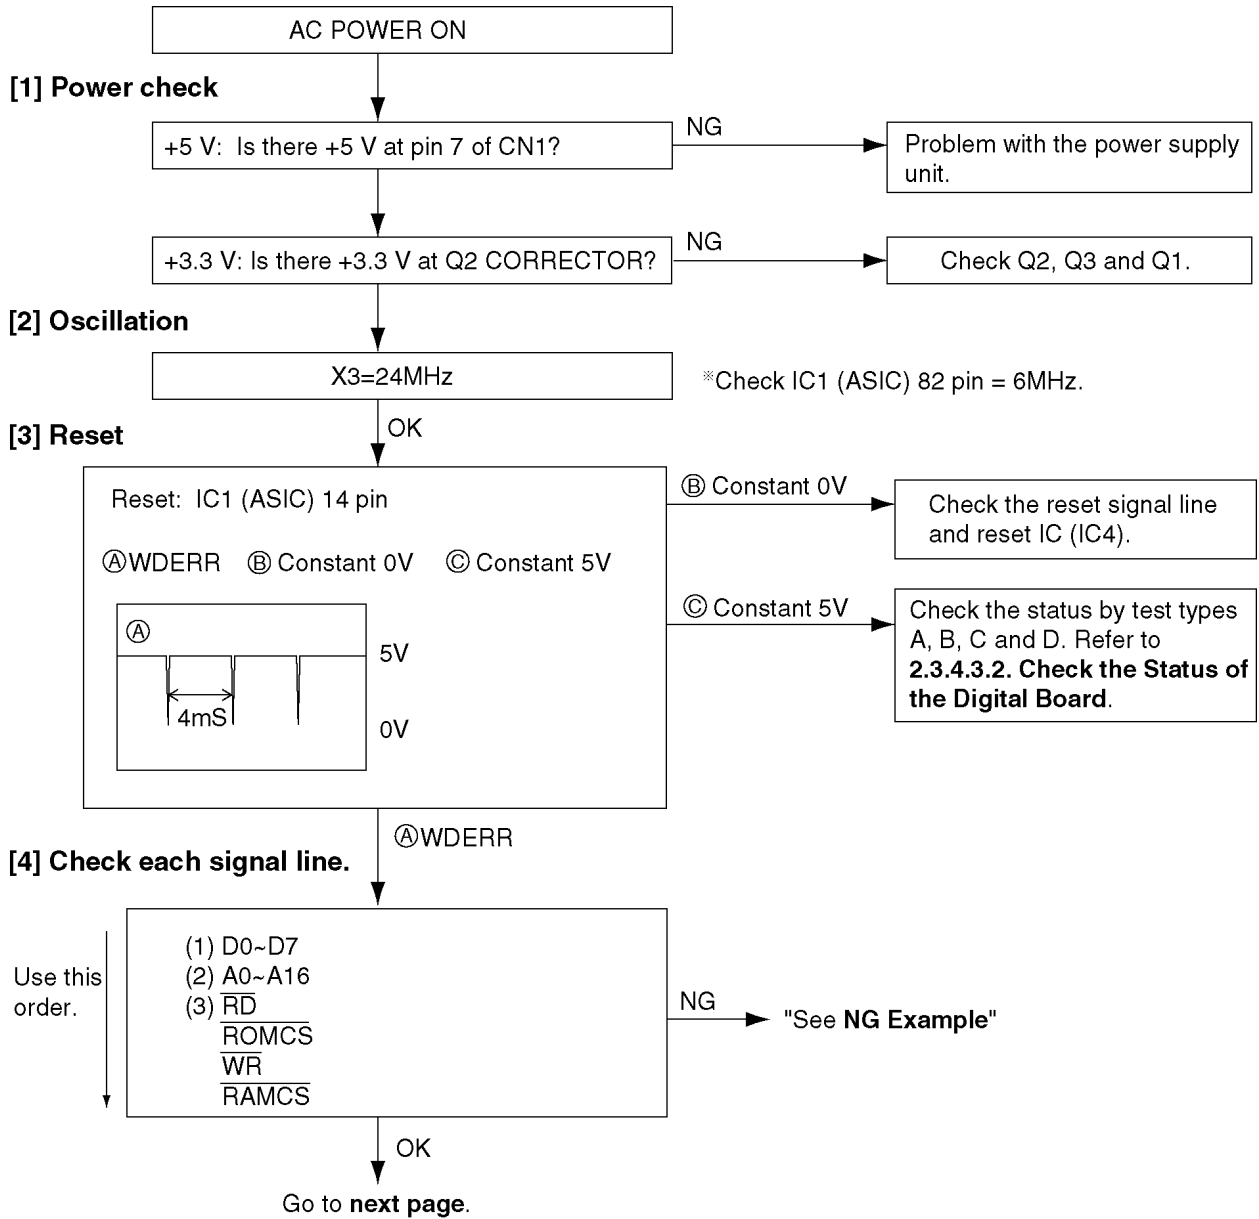 AC POWER ON
[1] Power check
+5 V: Is there +5 V at pin 7 of CN1?
NG
Problem with the power supply
unit.
+3.3 V: Is there +3.3 V at Q2 CORRECTOR?
NG
Check Q2, Q3 and Q1.
[2] Oscillation
X3=24MHz
※Check IC1 (ASIC) 82 pin = 6MHz.
OK
[3] Reset
Reset: IC1 (ASIC) 14 pin
ⒶWDERR Ⓑ Constant 0V Ⓒ Constant 5V
Ⓐ
5V
4mS
0V
Ⓑ Constant 0V
Check the reset signal line
and reset IC (IC4).
Ⓒ Constant 5V
Check the status by test types
A, B, C and D. Refer to
2.3.4.3.2. Check the Status of
the Digital Board.
ⒶWDERR
[4] Check each signal line.
Use this
order.
(1) D0~D7
(2) A0~A16
(3) R̅D̅
R̅O̅M̅C̅S̅
W̅R̅
R̅A̅M̅C̅S̅
NG
"See NG Example"
OK
Go to next page.